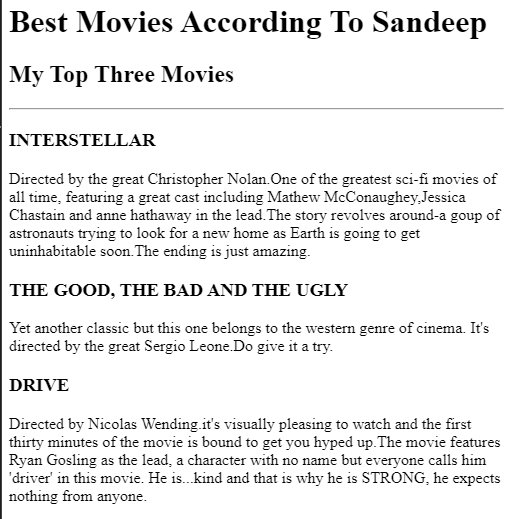 Best Movies According To Sandeep
My Top Three Movies
INTERSTELLAR
Directed by the great Christopher Nolan.One of the greatest sci-fi movies of
all time, featuring a great cast including Mathew McConaughey,Jessica
Chastain and anne hathaway in the lead.The story revolves around-a goup of
astronauts trying to look for a new home as Earth is going to get
uninhabitable soon.The ending is just amazing.
THE GOOD, THE BAD AND THE UGLY
Yet another classic but this one belongs to the western genre of cinema. It's
directed by the great Sergio Leone.Do give it a try.
DRIVE
Directed by Nicolas Wending.it's visually pleasing to watch and the first
thirty minutes of the movie is bound to get you hyped up.The movie features
Ryan Gosling as the lead, a character with no name but everyone calls him
'driver' in this movie. He is...kind and that is why he is STRONG, he expects
nothing from anyone.